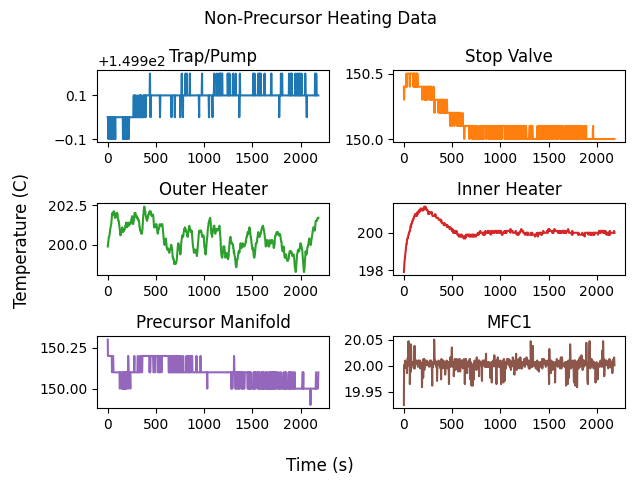 Non-Precursor Heating Data
Trap/Pump
Stop Valve
+1.499e2
0.1
−0.1
0 500 1000 1500 2000
150.5
150.0
0 500 1000 1500 2000
Outer Heater
Inner Heater
202.5
200.0
0 500 1000 1500 2000
200
198
0 500 1000 1500 2000
Temperature (C)
Precursor Manifold
MFC1
150.25
150.00
0 500 1000 1500 2000
20.05
20.00
19.95
0 500 1000 1500 2000
Time (s)